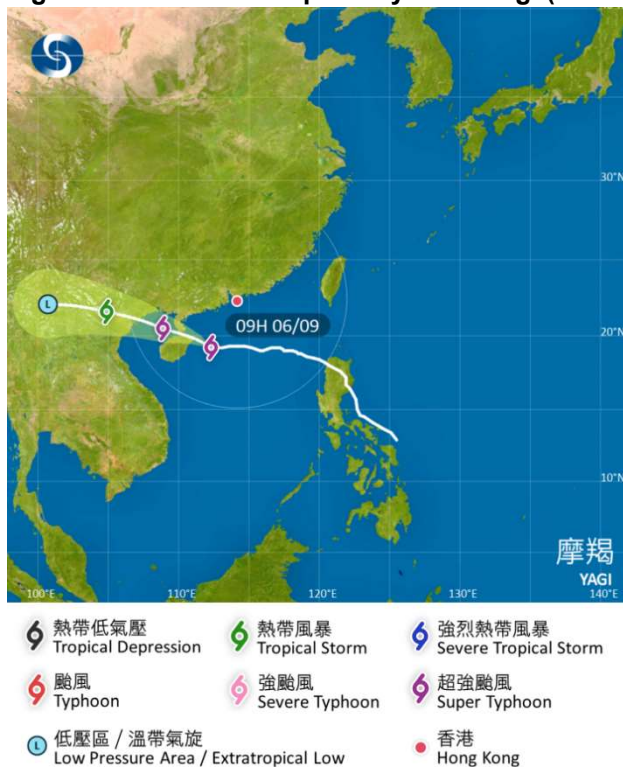 30°N
09H 06/09
20°N
10°N
摩羯
YAGI
100°E
110°E
120°E
130°E
140°E
熱帶低氣壓
Tropical Depression
熱帶風暴
Tropical Storm
強烈熱帶風暴
Severe Tropical Storm
颱風
Typhoon
強颱風
Severe Typhoon
超強颱風
Super Typhoon
L
低壓區 / 溫帶氣旋
Low Pressure Area / Extratropical Low
香港
Hong Kong